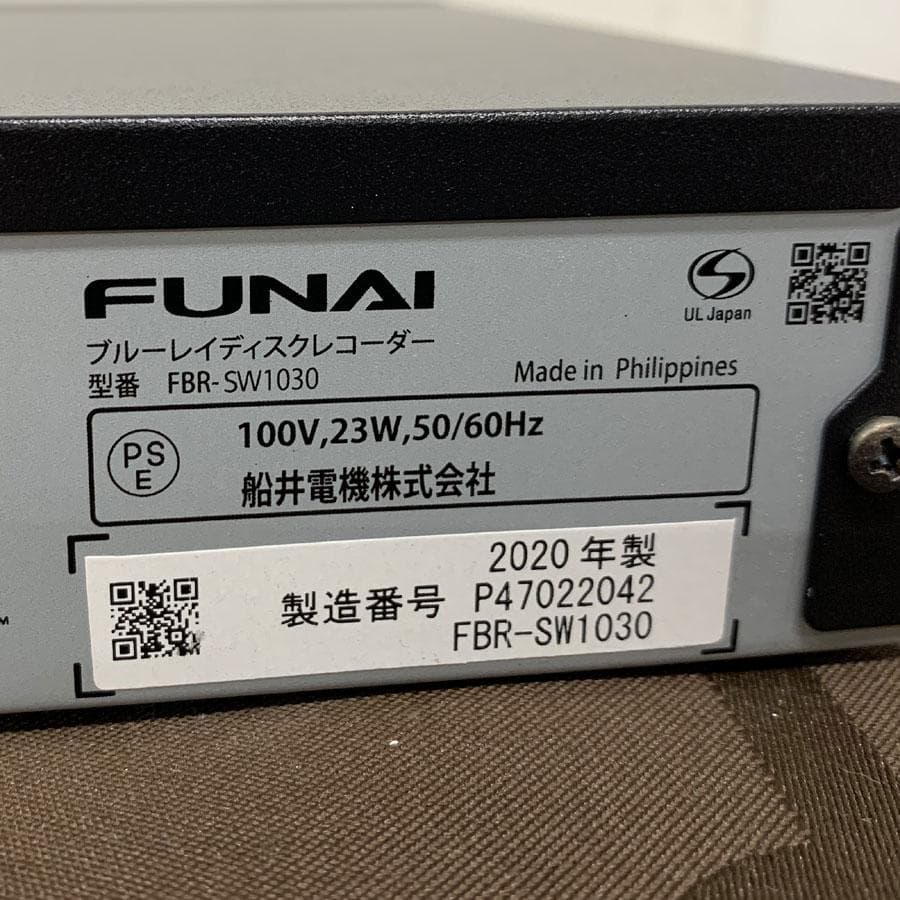 FUNAI
ブルーレイディスクレコーダー
型番 FBR-SW1030
UL Japan
Made in Philippines
PSE
100V,23W,50/60Hz
船井電機株式会社
2020 年製
製造番号 P47022042
FBR-SW1030
TM